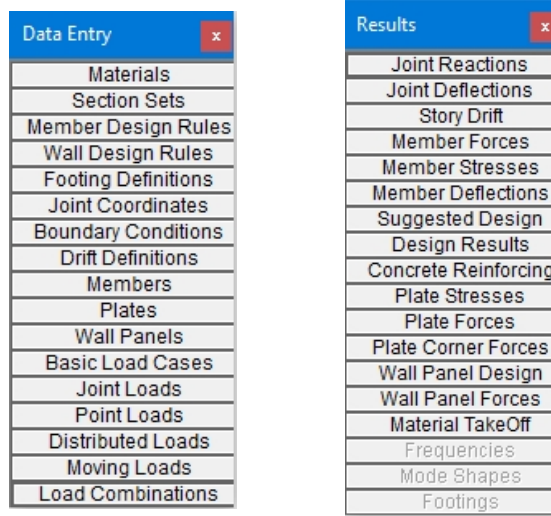 Data Entry
x
Materials
Section Sets
Member Design Rules
Wall Design Rules
Footing Definitions
Joint Coordinates
Boundary Conditions
Drift Definitions
Members
Plates
Wall Panels
Basic Load Cases
Joint Loads
Point Loads
Distributed Loads
Moving Loads
Load Combinations
Results
x
Joint Reactions
Joint Deflections
Story Drift
Member Forces
Member Stresses
Member Deflections
Suggested Design
Design Results
Concrete Reinforcing
Plate Stresses
Plate Forces
Plate Corner Forces
Wall Panel Design
Wall Panel Forces
Material TakeOff
Frequencies
Mode Shapes
Footings